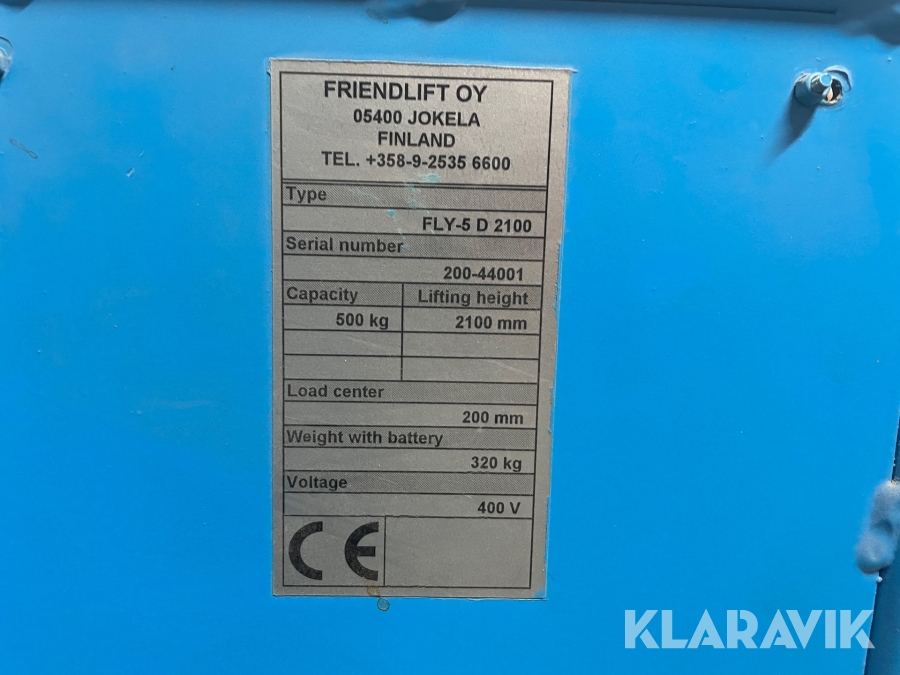 FRIENDLIFT OY
05400 JOKELA
FINLAND
TEL. +358-9-2535 6600
Type
FLY-5 D 2100
Serial number
200-44001
Capacity Lifting height
500 kg 2100 mm
Load center
200 mm
Weight with battery
320 kg
Voltage
400 V
CE
KLARAVIK